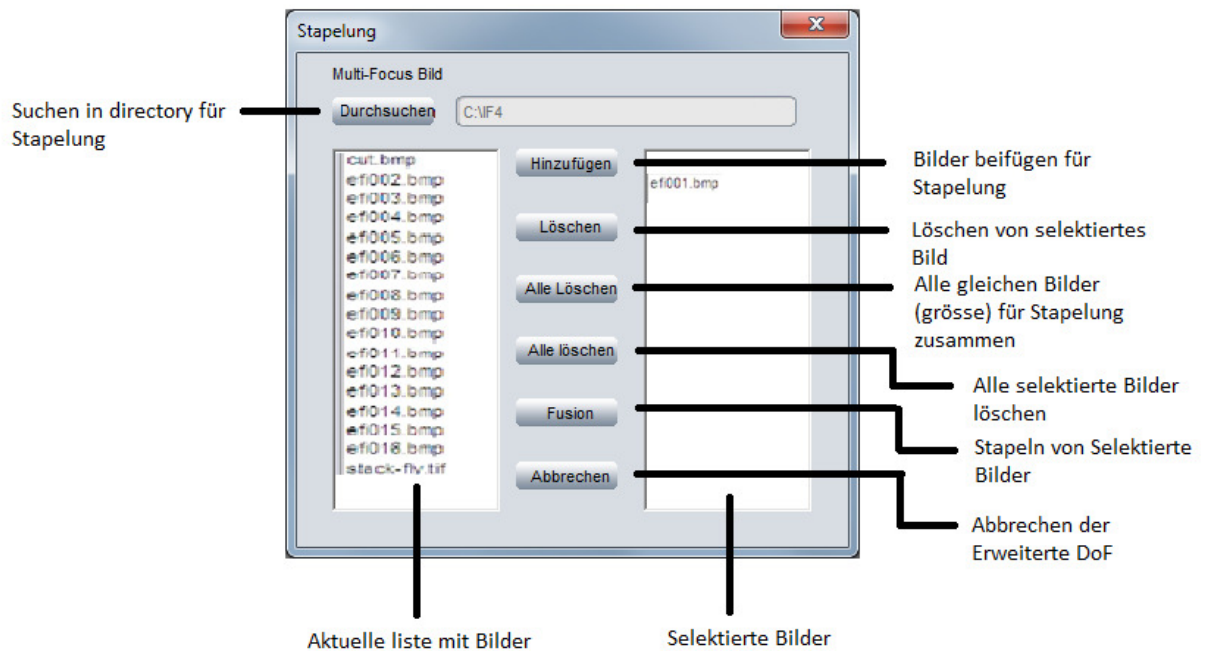 Stapelung
Multi-Focus Bild
Suchen in directory für
Stapelung
Durchsuchen
C:\IF4
cut.bmp
efi002.bmp
efi003.bmp
efi004.bmp
efi005.bmp
efi006.bmp
efi007.bmp
efi008.bmp
efi009.bmp
efi010.bmp
efi011.bmp
efi012.bmp
efi013.bmp
efi014.bmp
efi015.bmp
efi018.bmp
stack-fly.tif
Hinzufügen
Löschen
Alle Löschen
Alle löschen
Fusion
Abbrechen
efi001.bmp
Bilder beifügen für
Stapelung
Löschen von selektiertes
Bild
Alle gleichen Bilder
(grösse) für Stapelung
zusammen
Alle selektierte Bilder
löschen
Stapeln von Selektierte
Bilder
Abbrechen der
Erweiterte DoF
Aktuelle liste mit Bilder
Selektierte Bilder